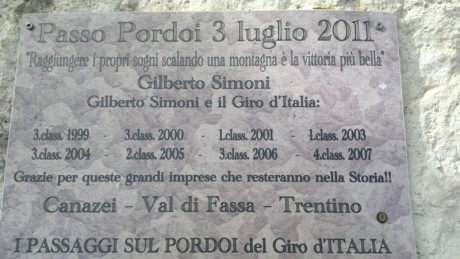 Passo Pordoi 3 luglio 2011
"Raggiungere i propri sogni scalando una montagna è la vittoria più bella"
Gilberto Simoni
Gilberto Simoni e il Giro d'Italia:
3.class. 1999 - 3.class. 2000 - 1.class. 2001 - 1.class. 2003
3.class. 2004 - 2.class. 2005 - 3.class. 2006 - 4.class. 2007
Grazie per queste grandi imprese che resteranno nella Storia!!
Canazei - Val di Fassa - Trentino
I PASSAGGI SUL PORDOI del Giro d'ITALIA